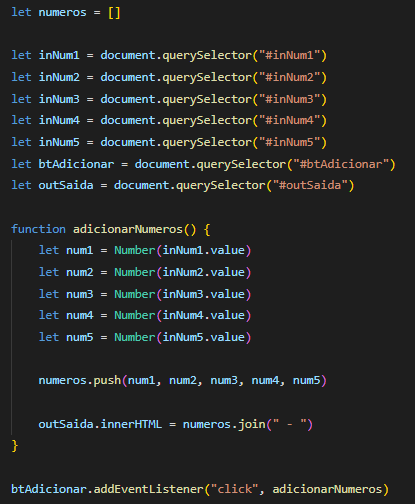 let numeros = []
let inNum1 = document.querySelector("#inNum1")
let inNum2 = document.querySelector("#inNum2")
let inNum3 = document.querySelector("#inNum3")
let inNum4 = document.querySelector("#inNum4")
let inNum5 = document.querySelector("#inNum5")
let btAdicionar = document.querySelector("#btAdicionar")
let outSaida = document.querySelector("#outSaida")
function adicionarNumeros() {
    let num1 = Number(inNum1.value)
    let num2 = Number(inNum2.value)
    let num3 = Number(inNum3.value)
    let num4 = Number(inNum4.value)
    let num5 = Number(inNum5.value)
    numeros.push(num1, num2, num3, num4, num5)
    outSaida.innerHTML = numeros.join(" - ")
}
btAdicionar.addEventListener("click", adicionarNumeros)